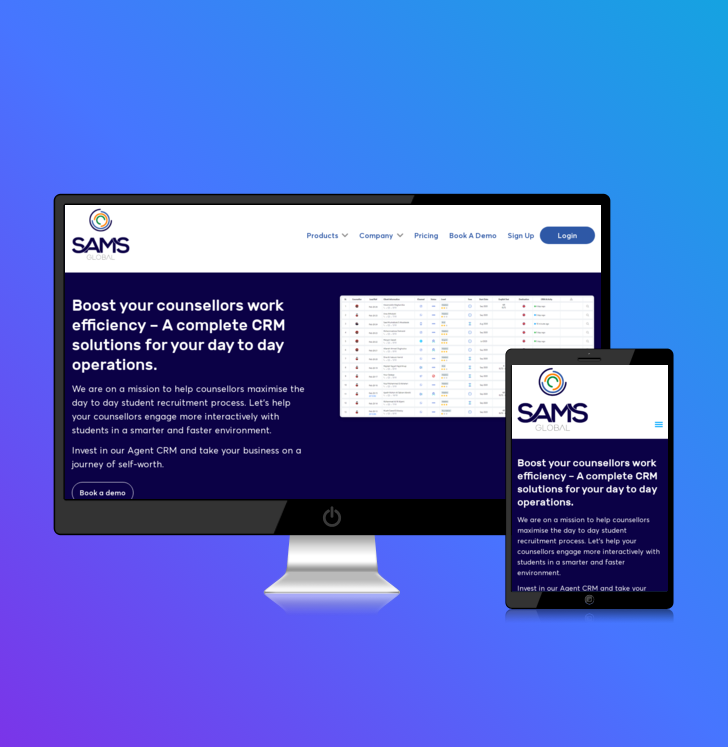 SAMS
GLOBAL
Products Company Pricing Book A Demo Sign Up Login
Boost your counsellors work
efficiency – A complete CRM
solutions for your day to day
operations.
We are on a mission to help counsellors maximise the
day to day student recruitment process. Let's help
your counsellors engage more interactively with
students in a smarter and faster environment.
Invest in our Agent CRM and take your business on a
journey of self-worth.
Book a demo
SAMS
GLOBAL
Boost your counsellors work
efficiency – A complete CRM
solutions for your day to day
operations.
We are on a mission to help counsellors
maximise the day to day student
recruitment process. Let's help your
counsellors engage more interactively with
students in a smarter and faster
environment.
Invest in our Agent CRM and take your